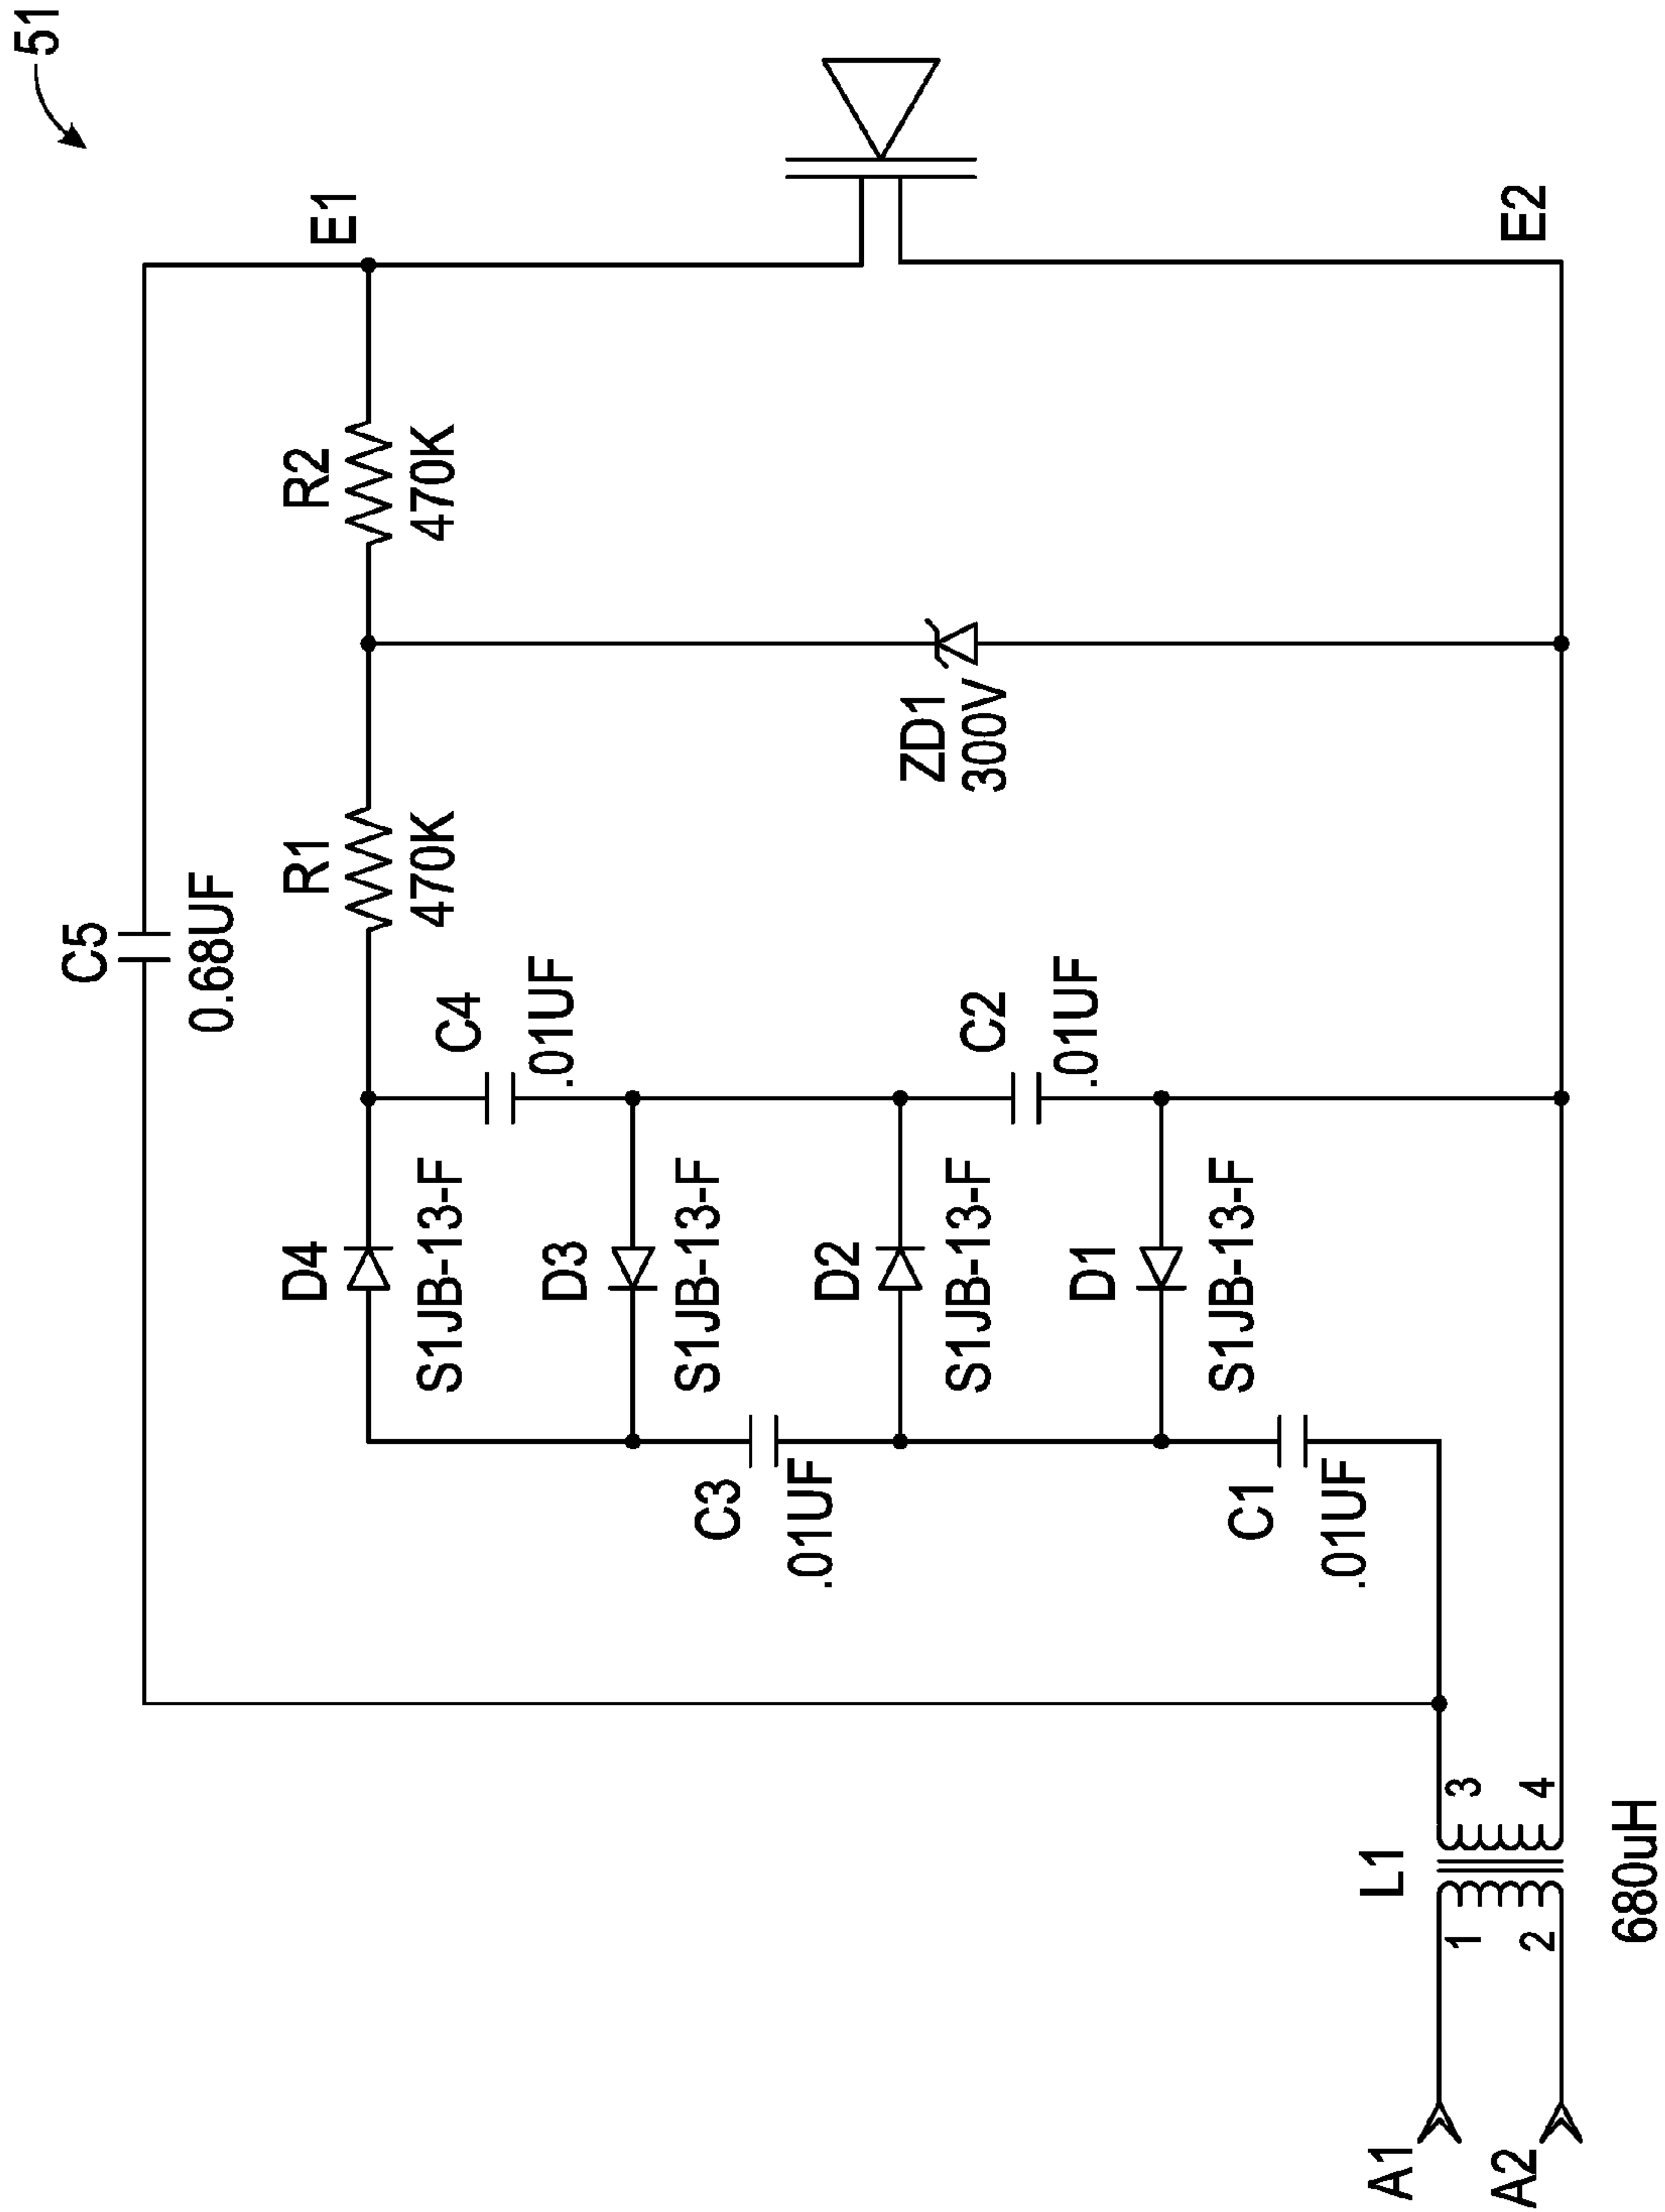 51
C5
0.68UF
E1
R1
470K
R2
470K
D4
S1JB-13-F
C4
.01UF
D3
S1JB-13-F
C3
.01UF
D2
S1JB-13-F
C2
.01UF
D1
S1JB-13-F
C1
.01UF
ZD1
300V
A1
1
L1
3
A2
2
4
680uH
E2